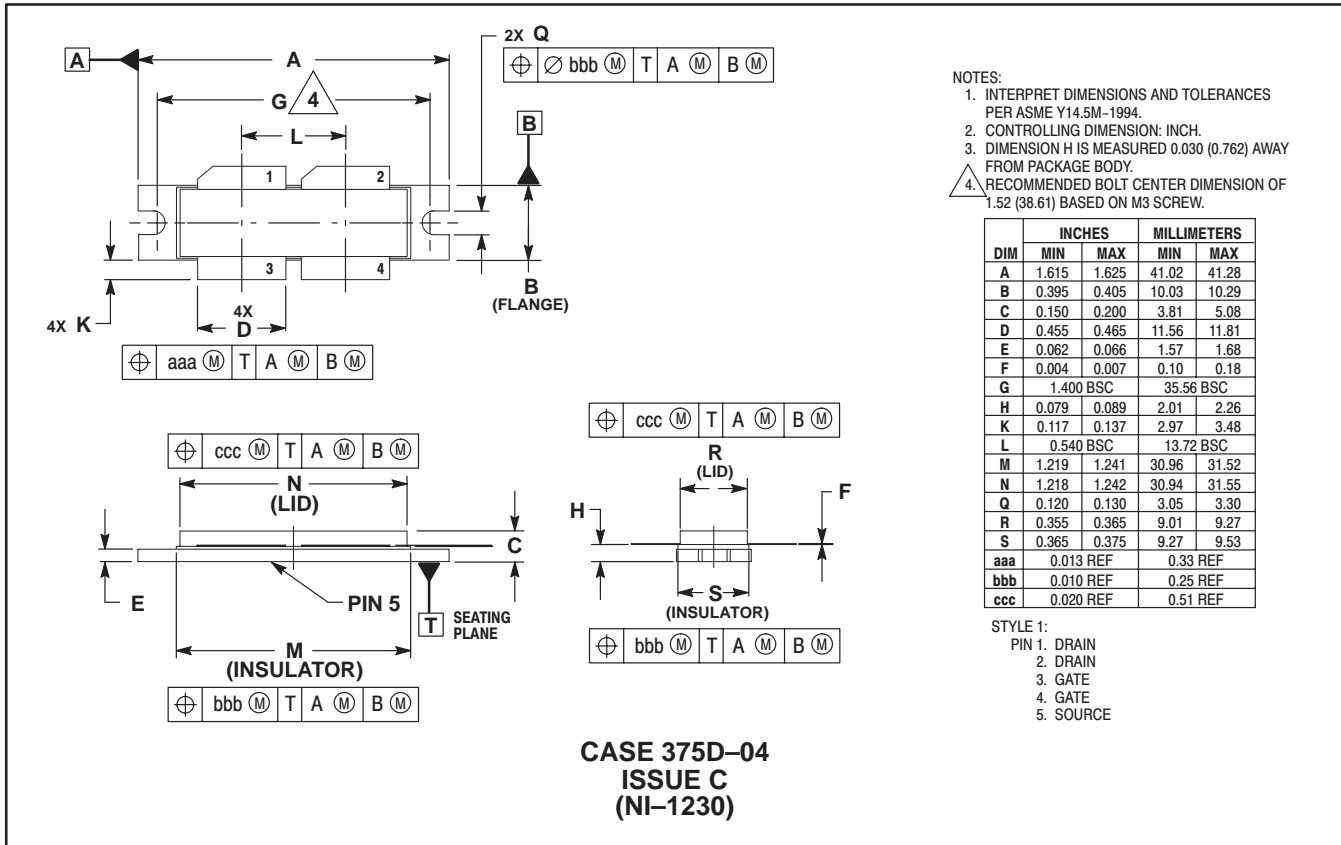 A
A
2X Q
⌖ ∅ bbb Ⓜ T A Ⓜ B Ⓜ
G 4
L
B
1
2
3
4
B
(FLANGE)
4X K
4X
D
⌖ aaa Ⓜ T A Ⓜ B Ⓜ
⌖ ccc Ⓜ T A Ⓜ B Ⓜ
N
(LID)
C
E
PIN 5
T SEATING
PLANE
M
(INSULATOR)
⌖ bbb Ⓜ T A Ⓜ B Ⓜ
⌖ ccc Ⓜ T A Ⓜ B Ⓜ
R
(LID)
F
H
S
(INSULATOR)
⌖ bbb Ⓜ T A Ⓜ B Ⓜ
NOTES:
1. INTERPRET DIMENSIONS AND TOLERANCES
PER ASME Y14.5M−1994.
2. CONTROLLING DIMENSION: INCH.
3. DIMENSION H IS MEASURED 0.030 (0.762) AWAY
FROM PACKAGE BODY.
4. RECOMMENDED BOLT CENTER DIMENSION OF
1.52 (38.61) BASED ON M3 SCREW.
INCHES MILLIMETERS
DIM MIN MAX MIN MAX
A 1.615 1.625 41.02 41.28
B 0.395 0.405 10.03 10.29
C 0.150 0.200 3.81 5.08
D 0.455 0.465 11.56 11.81
E 0.062 0.066 1.57 1.68
F 0.004 0.007 0.10 0.18
G 1.400 BSC 35.56 BSC
H 0.079 0.089 2.01 2.26
K 0.117 0.137 2.97 3.48
L 0.540 BSC 13.72 BSC
M 1.219 1.241 30.96 31.52
N 1.218 1.242 30.94 31.55
Q 0.120 0.130 3.05 3.30
R 0.355 0.365 9.01 9.27
S 0.365 0.375 9.27 9.53
aaa 0.013 REF 0.33 REF
bbb 0.010 REF 0.25 REF
ccc 0.020 REF 0.51 REF
STYLE 1:
PIN 1. DRAIN
2. DRAIN
3. GATE
4. GATE
5. SOURCE
CASE 375D–04
ISSUE C
(NI–1230)